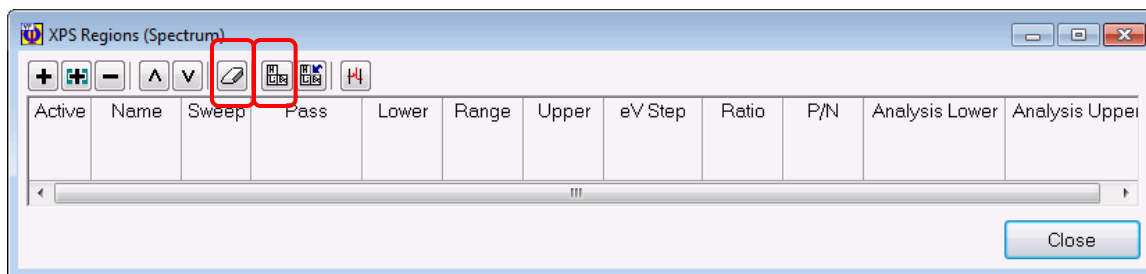 XPS Regions (Spectrum)
Active Name Sweep Pass Lower Range Upper eV Step Ratio P/N Analysis Lower Analysis Upper
Close